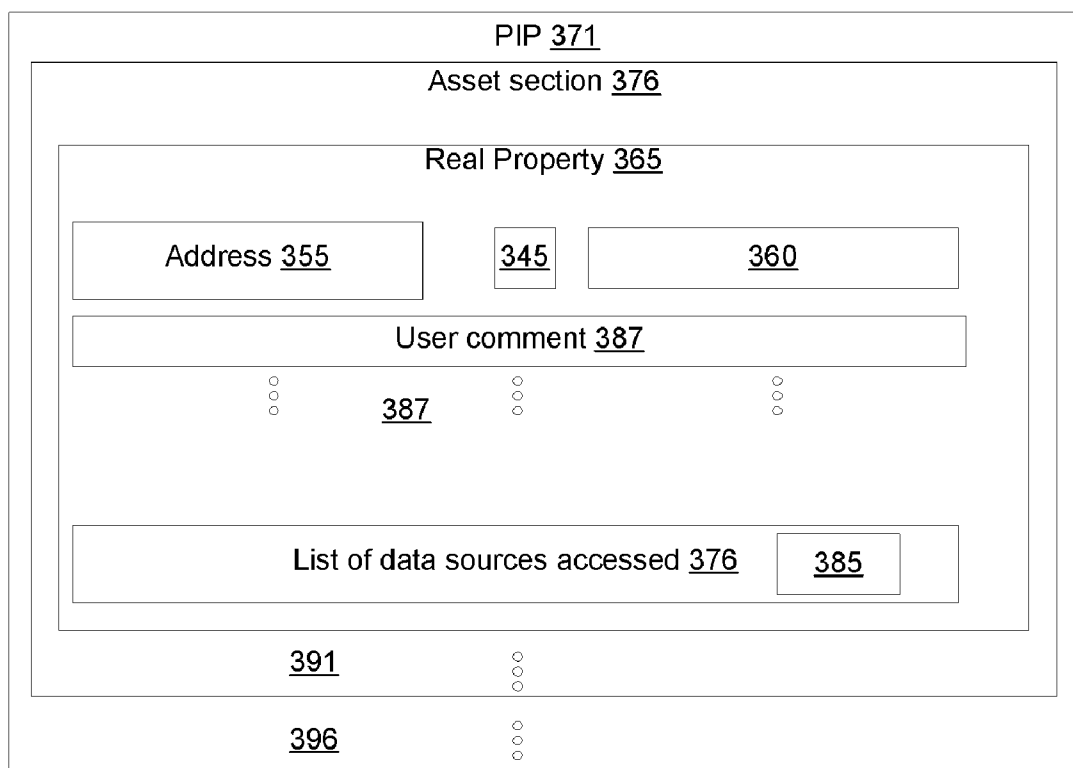 PIP 371
Asset section 376
Real Property 365
Address 355 345 360
User comment 387
387
List of data sources accessed 376 385
391
396